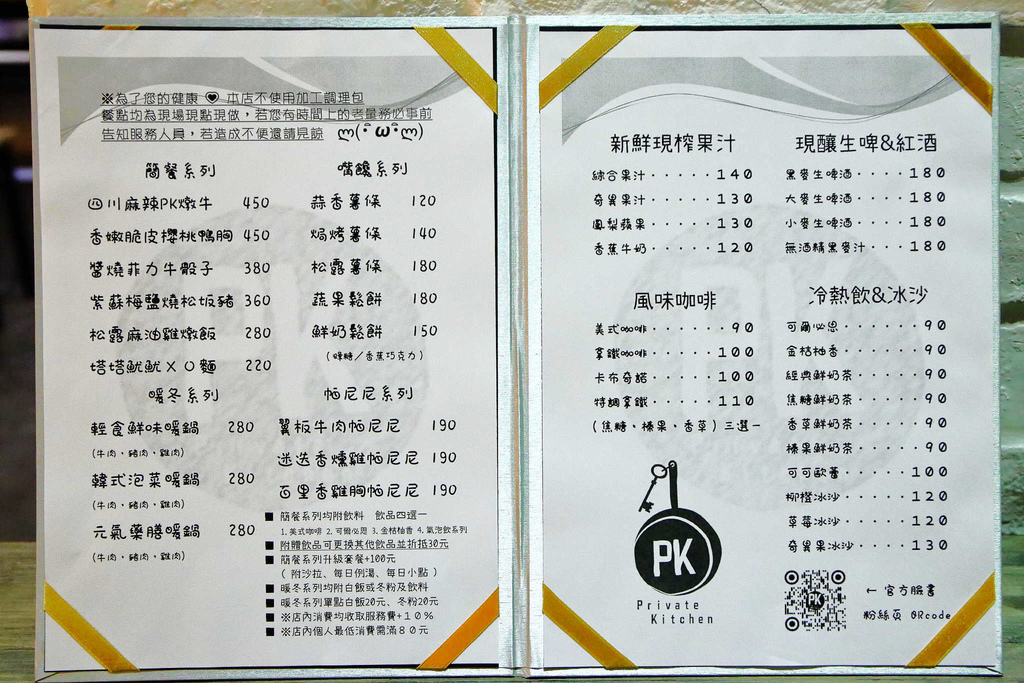 ※為了您的健康 ♥ 本店不使用加工調理包
餐點均為現場現點現做，若您有時間上的考量務必事前
告知服務人員，若造成不便還請見諒 ლ(･ω･ლ)
簡餐系列
四川麻辣PK燉牛 450
香嫩脆皮櫻桃鴨胸 450
醬燒菲力牛骰子 380
紫蘇梅鹽燒松坂豬 360
松露麻油雞燉飯 280
塔塔魷魷XO麵 220
暖冬系列
輕食鮮味暖鍋 280
(牛肉・豬肉・雞肉)
韓式泡菜暖鍋 280
(牛肉・豬肉・雞肉)
元氣藥膳暖鍋 280
(牛肉・豬肉・雞肉)
嘴饞系列
蒜香薯條 120
焗烤薯條 140
松露薯條 180
蔬果鬆餅 180
鮮奶鬆餅 150
(蜂糖／香蕉巧克力)
帕尼尼系列
翼板牛肉帕尼尼 190
迷迭香燻雞帕尼尼 190
百里香雞胸帕尼尼 190
■ 簡餐系列均附飲料 飲品四選一
1.美式咖啡 2.可爾必思 3.金桔柚香 4.氣泡飲系列
■ 附贈飲品可更換其他飲品並折抵30元
■ 簡餐系列升級套餐+100元
( 附沙拉、每日例湯、每日小點 )
■ 暖冬系列均附白飯或冬粉及飲料
■ 暖冬系列單點白飯20元、冬粉20元
■ ※店內消費均收取服務費+10%
■ ※店內個人最低消費需滿80元
新鮮現榨果汁
綜合果汁‧‧‧‧‧140
奇異果汁‧‧‧‧‧130
鳳梨蘋果‧‧‧‧‧130
香蕉牛奶‧‧‧‧‧120
風味咖啡
美式咖啡‧‧‧‧‧‧90
拿鐵咖啡‧‧‧‧‧100
卡布奇諾‧‧‧‧‧100
特調拿鐵‧‧‧‧‧110
(焦糖、榛果、香草) 三選一
PK
Private
Kitchen
現釀生啤&紅酒
黑麥生啤酒‧‧‧‧180
大麥生啤酒‧‧‧‧180
小麥生啤酒‧‧‧‧180
無酒精黑麥汁‧‧‧180
冷熱飲&冰沙
可爾必思‧‧‧‧‧‧90
金桔柚香‧‧‧‧‧‧90
經典鮮奶茶‧‧‧‧‧90
焦糖鮮奶茶‧‧‧‧‧90
香草鮮奶茶‧‧‧‧‧90
榛果鮮奶茶‧‧‧‧‧90
可可歐蕾‧‧‧‧‧100
柳橙冰沙‧‧‧‧‧120
草莓冰沙‧‧‧‧‧120
奇異果冰沙‧‧‧‧130
PK
← 官方臉書
粉絲頁 QRcode